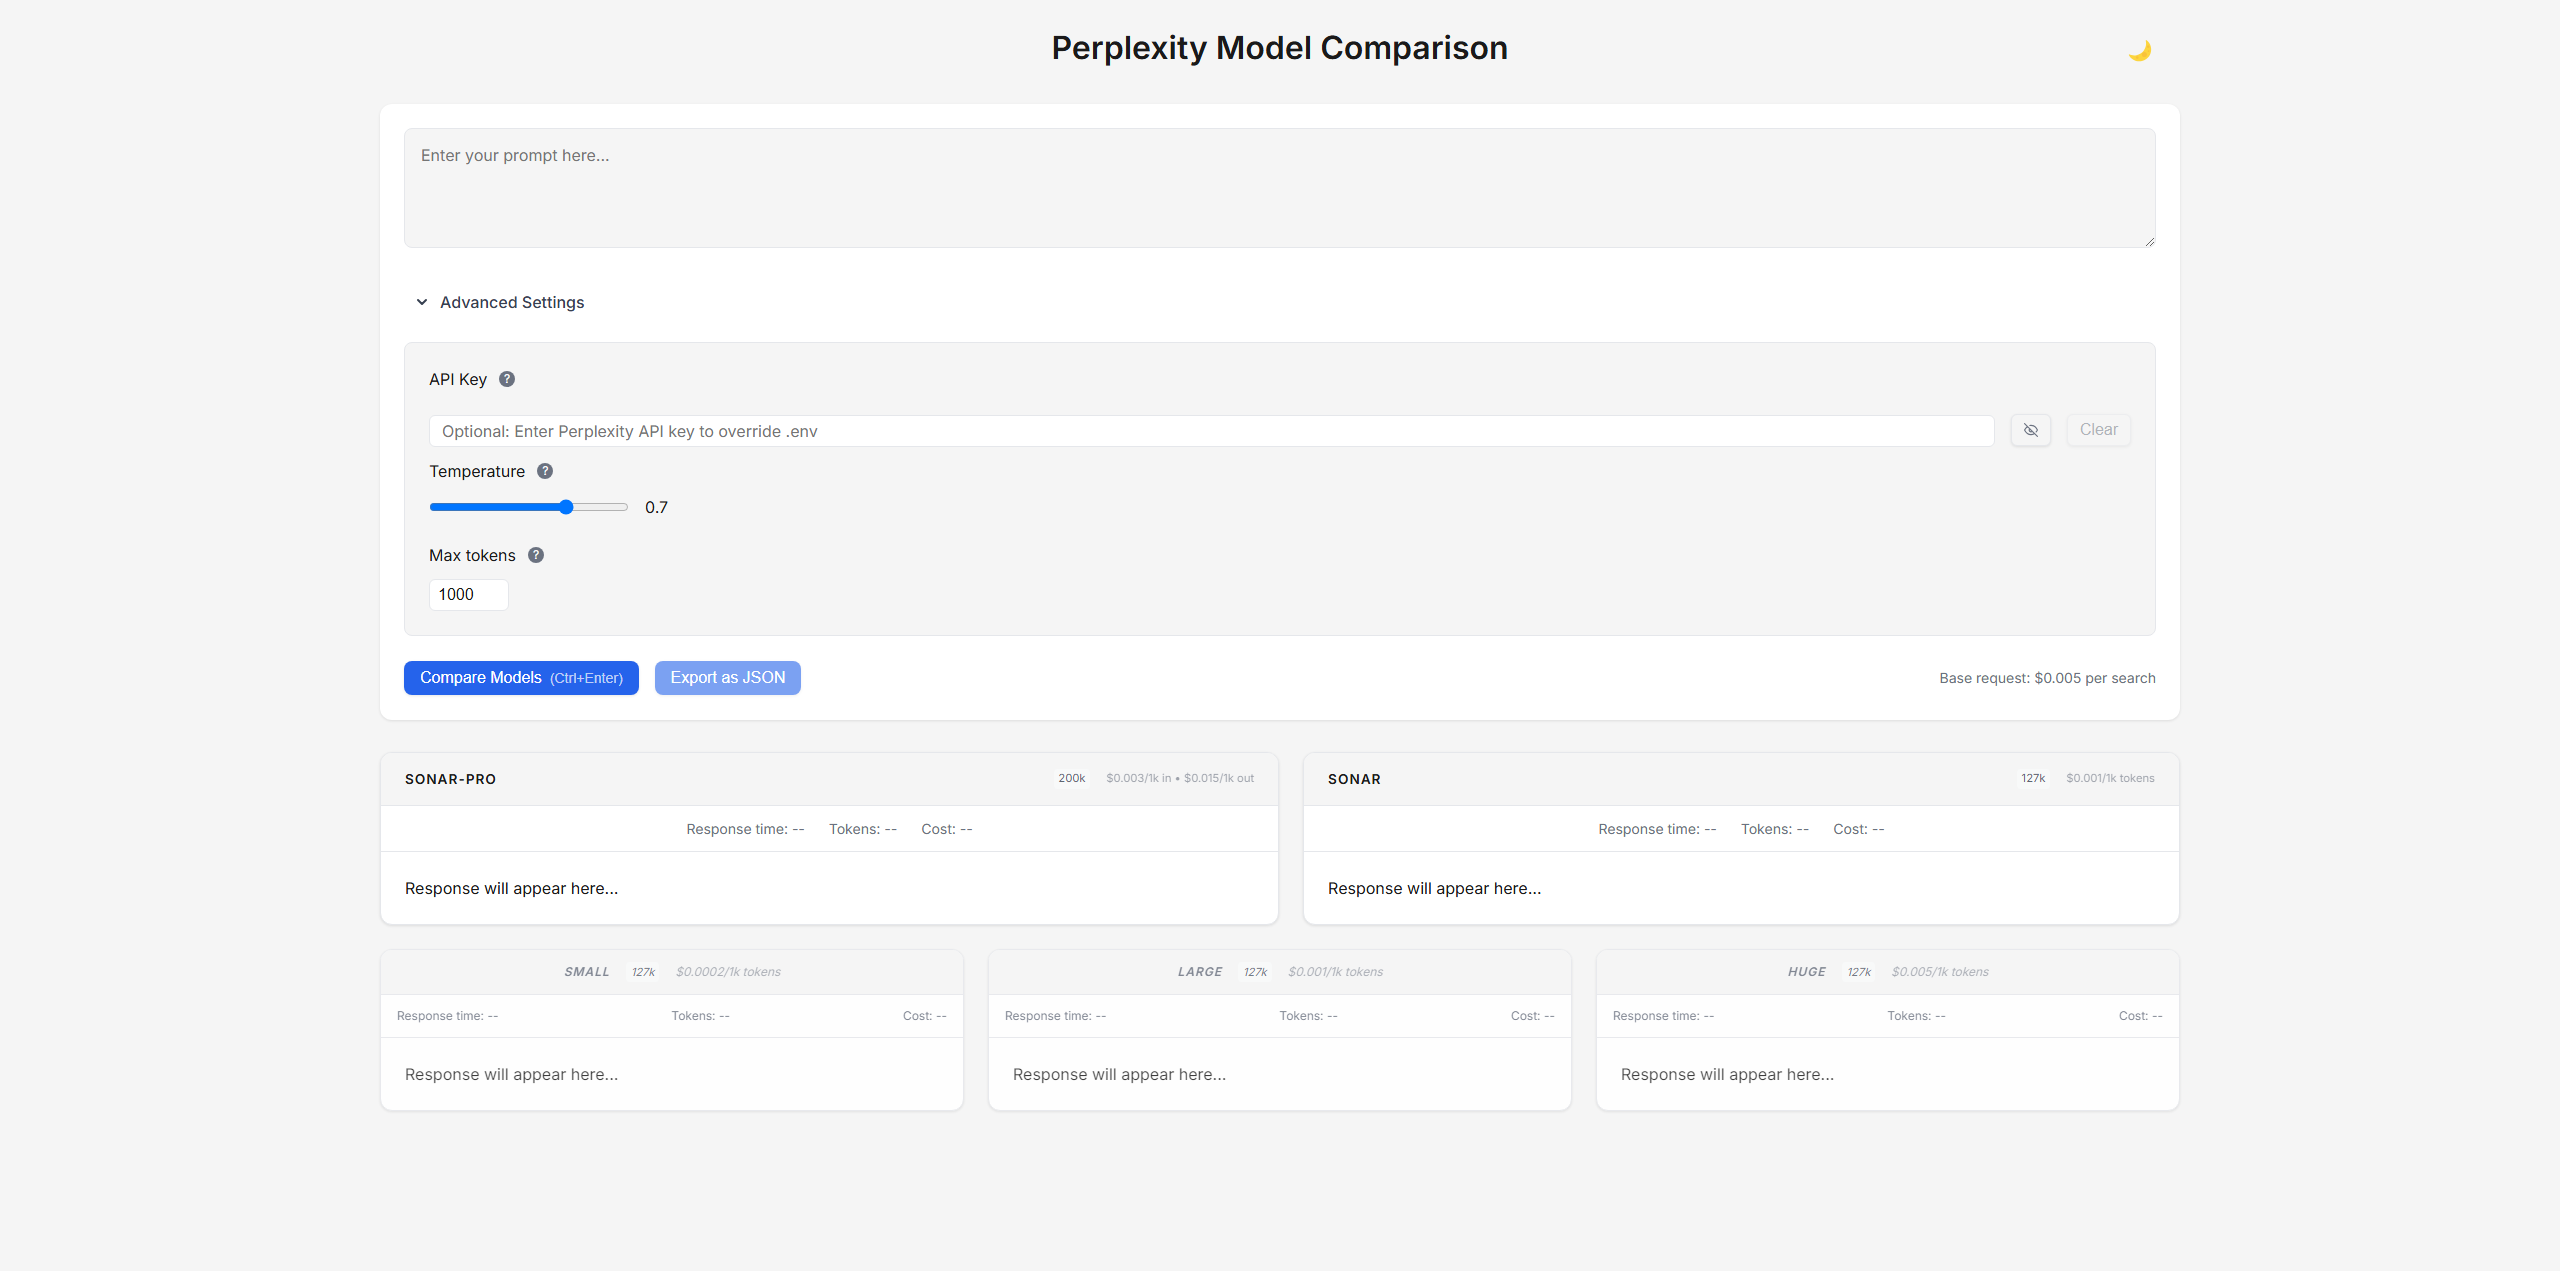 Perplexity Model Comparison
Enter your prompt here...
Advanced Settings
API Key ?
Optional: Enter Perplexity API key to override .env
Clear
Temperature ?
0.7
Max tokens ?
1000
Compare Models (Ctrl+Enter)
Export as JSON
Base request: $0.005 per search
SONAR-PRO 200k $0.003/1k in • $0.015/1k out
Response time: -- Tokens: -- Cost: --
Response will appear here...
SONAR 127k $0.001/1k tokens
Response time: -- Tokens: -- Cost: --
Response will appear here...
SMALL 127k $0.0002/1k tokens
Response time: -- Tokens: -- Cost: --
Response will appear here...
LARGE 127k $0.001/1k tokens
Response time: -- Tokens: -- Cost: --
Response will appear here...
HUGE 127k $0.005/1k tokens
Response time: -- Tokens: -- Cost: --
Response will appear here...